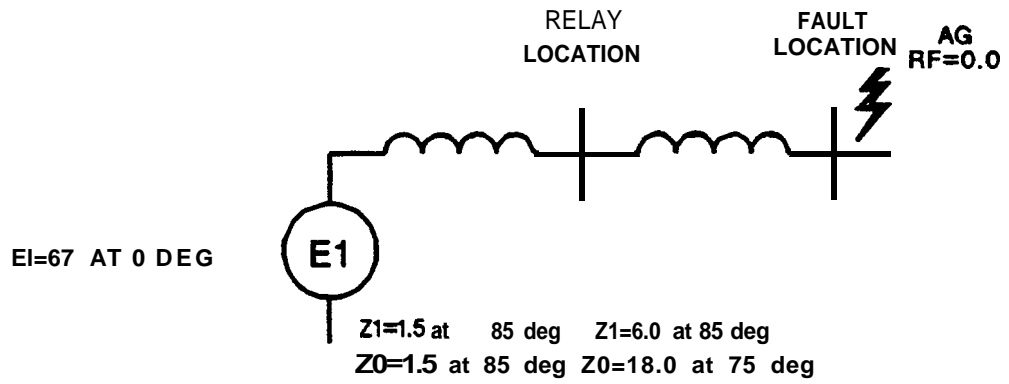 RELAY
LOCATION
FAULT
LOCATION
AG
RF=0.0
E1
EI=67 AT 0 DEG
Z1=1.5 at 85 deg Z1=6.0 at 85 deg
Z0=1.5 at 85 deg Z0=18.0 at 75 deg